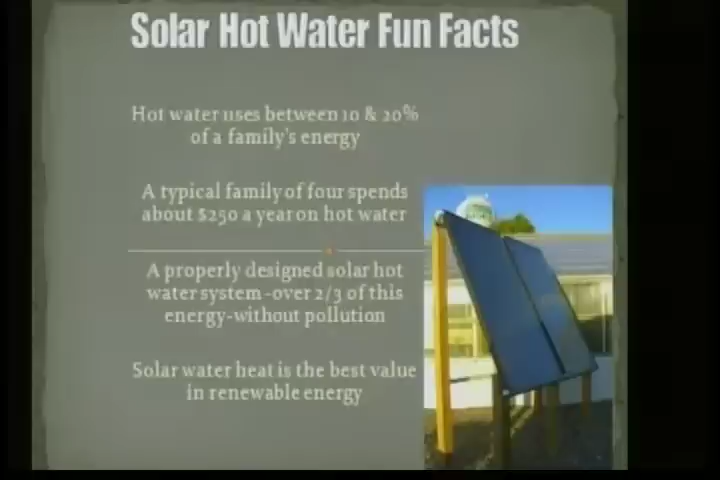 Solar Hot Water Fun Facts
Hot water uses between 10 & 20%
of a family's energy
A typical family of four spends
about $250 a year on hot water
A properly designed solar hot
water system -over 2/3 of this
energy-without pollution
Solar water heat is the best value
in renewable energy